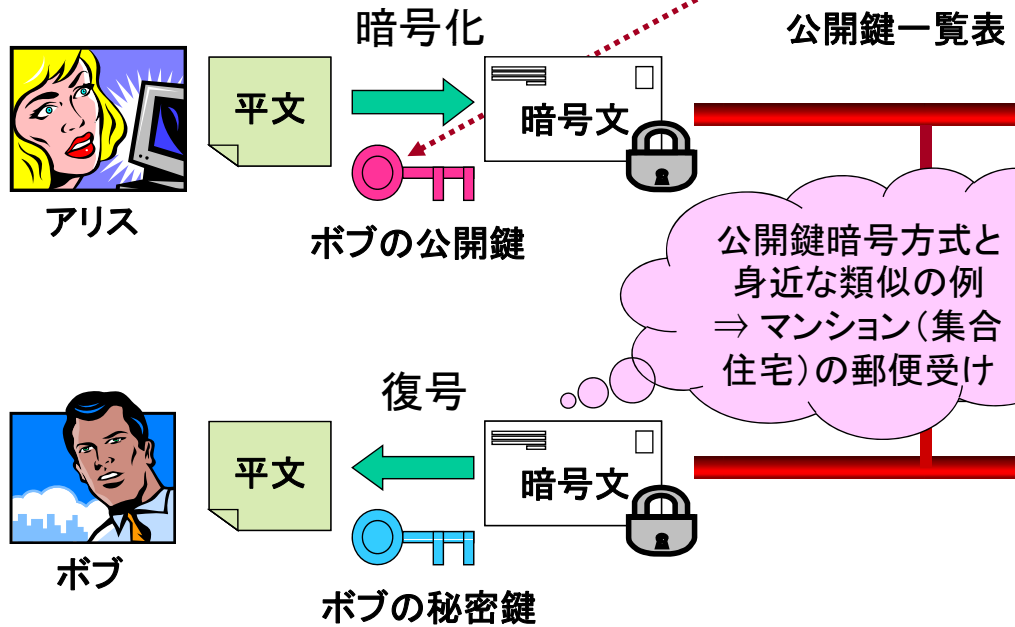 暗号化
公開鍵一覧表
平文
暗号文
アリス
ボブの公開鍵
公開鍵暗号方式と
身近な類似の例
⇒ マンション(集合
住宅)の郵便受け
復号
平文
暗号文
ボブ
ボブの秘密鍵